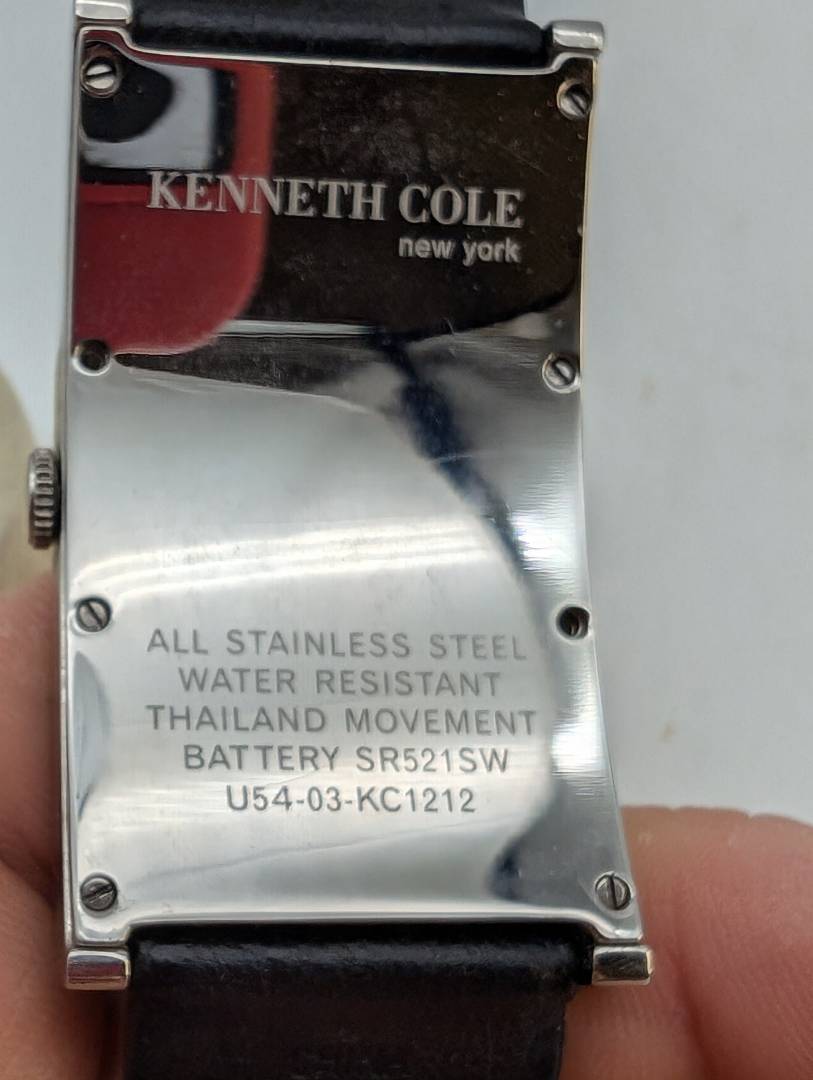 KENNETH COLE
new york
ALL STAINLESS STEEL
WATER RESISTANT
THAILAND MOVEMENT
BATTERY SR521SW
U54-03-KC1212